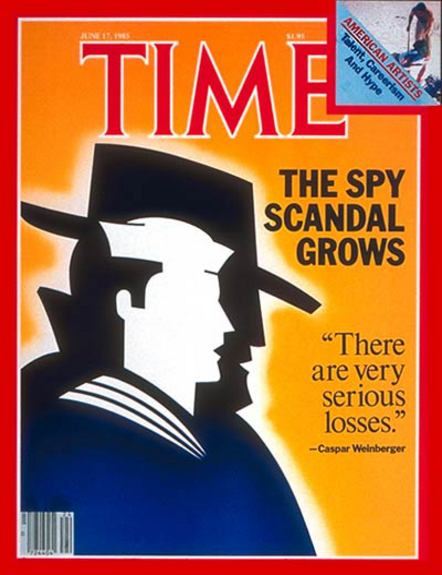 JUNE 17, 1985
$1.95
TIME
AMERICAN ARTISTS
Talent, Careerism
And Hype
THE SPY
SCANDAL
GROWS
“There
are very
serious
losses.”
—Caspar Weinberger